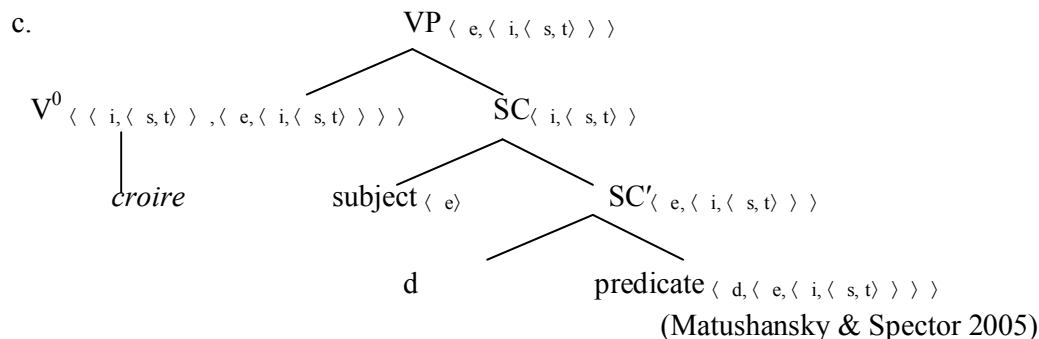 c. VP⟨ e,⟨ i,⟨ s, t⟩ ⟩ ⟩
V⁰⟨ ⟨ i,⟨ s, t⟩ ⟩ ,⟨ e,⟨ i,⟨ s, t⟩ ⟩ ⟩ ⟩ SC⟨ i,⟨ s, t⟩ ⟩
croire subject⟨ e⟩ SC′⟨ e,⟨ i,⟨ s, t⟩ ⟩ ⟩
d predicate⟨ d,⟨ e,⟨ i,⟨ s, t⟩ ⟩ ⟩ ⟩
(Matushansky & Spector 2005)